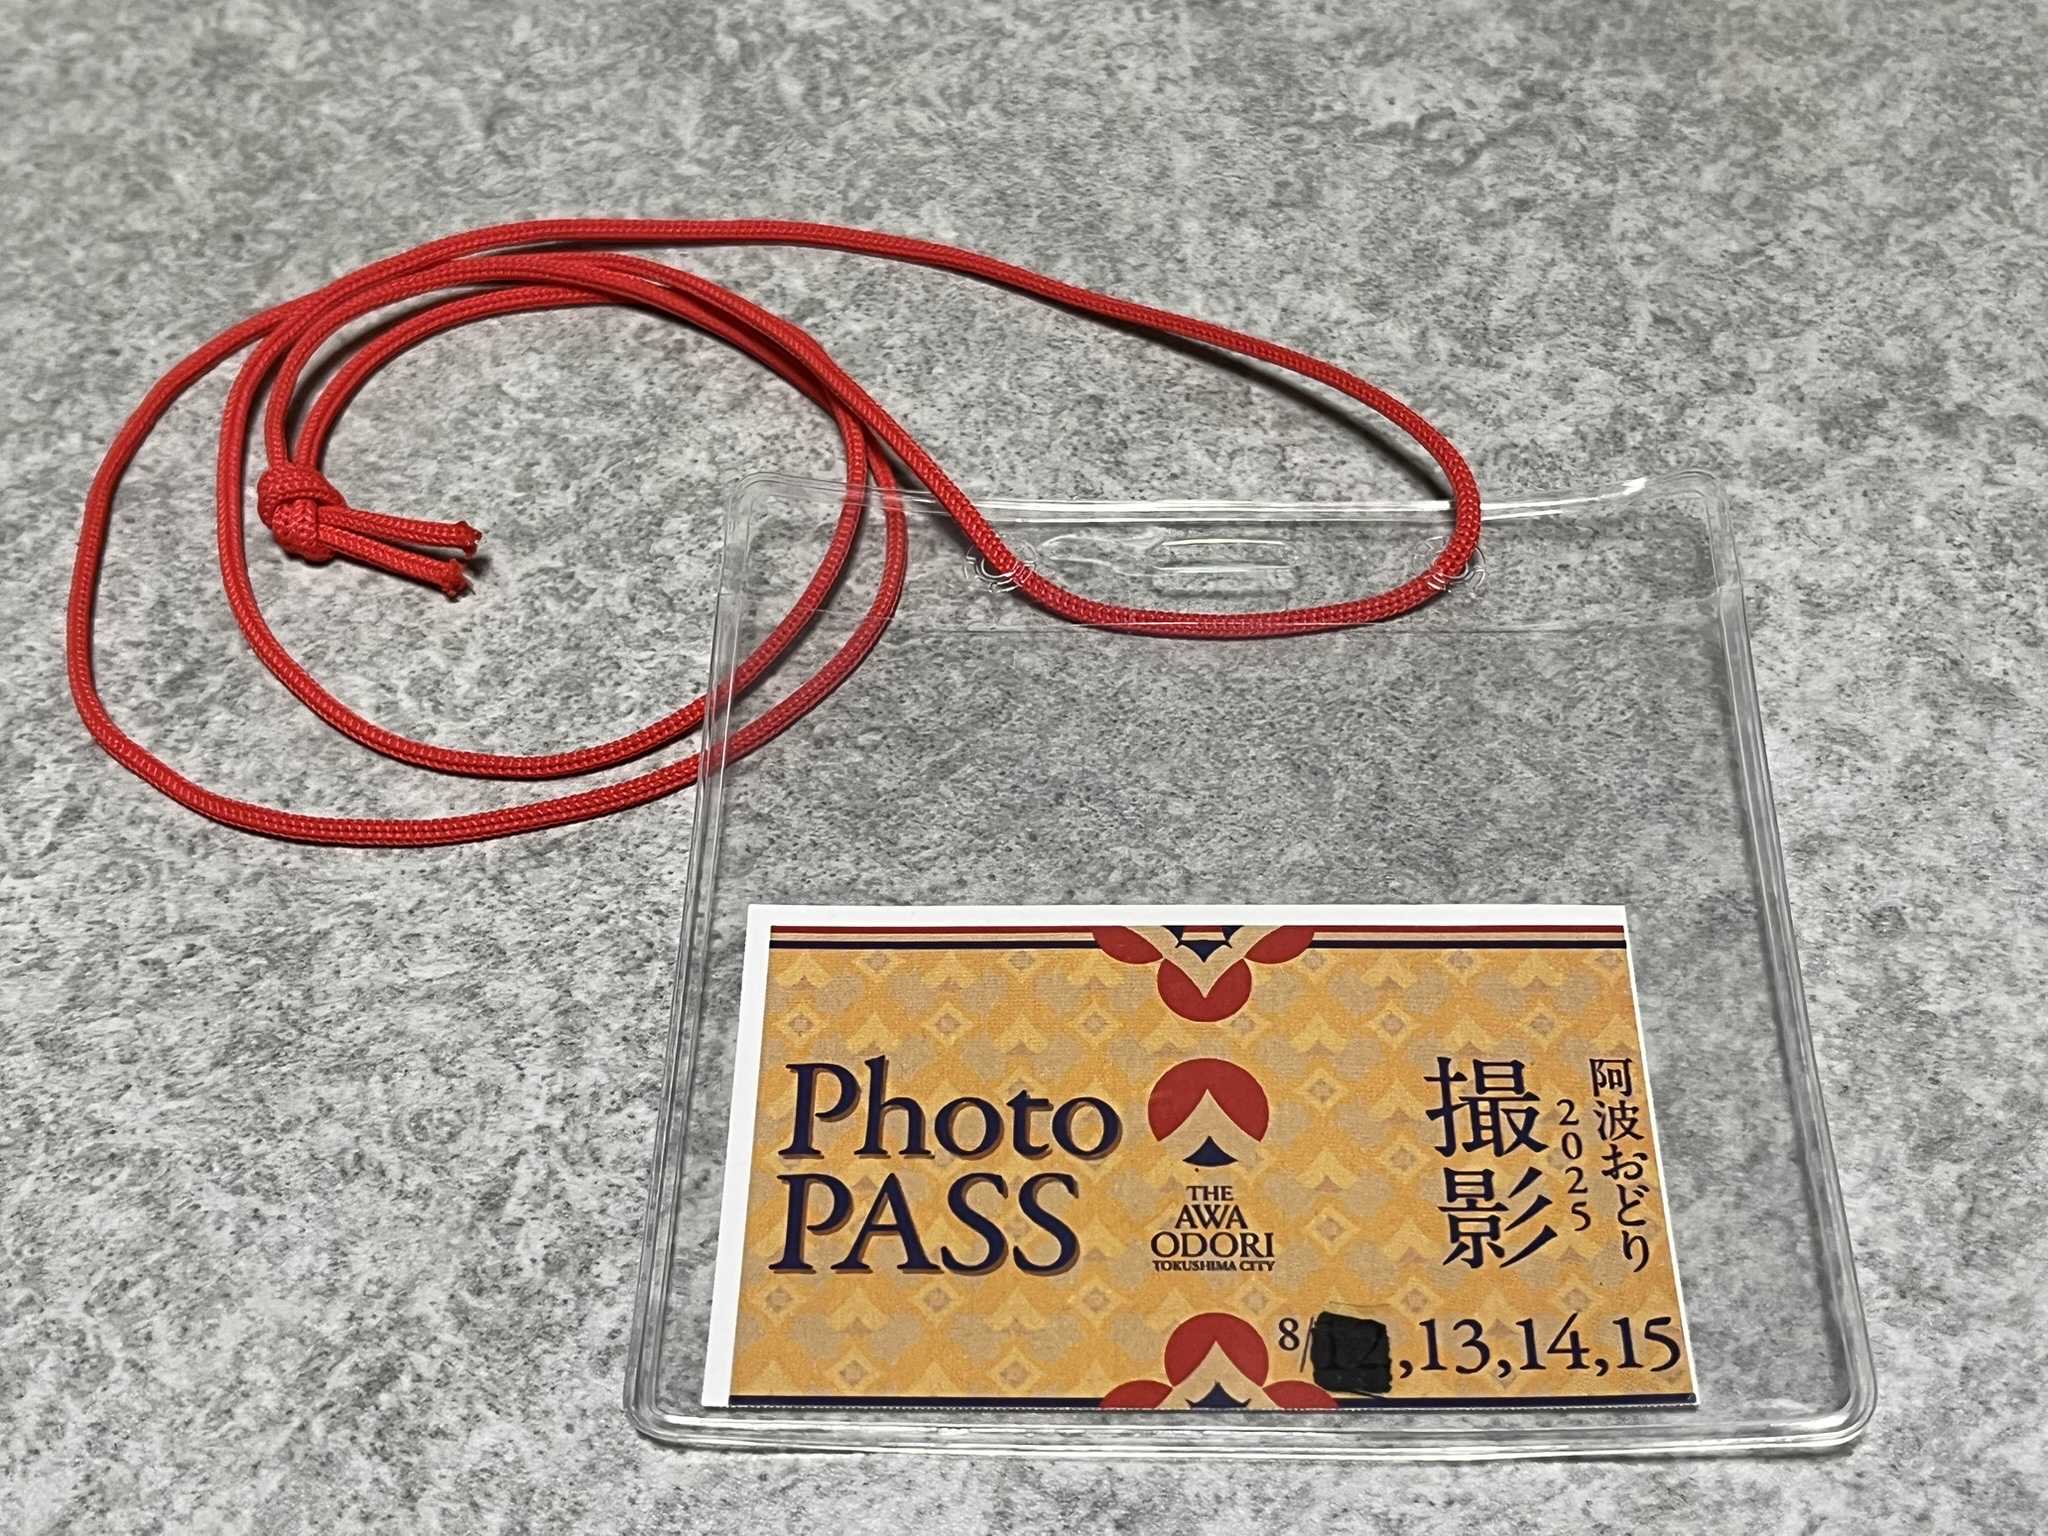 Photo
PASS
THE
AWA
ODORI
TOKUSHIMA CITY
阿波おどり
2025
撮影
8/12,13,14,15